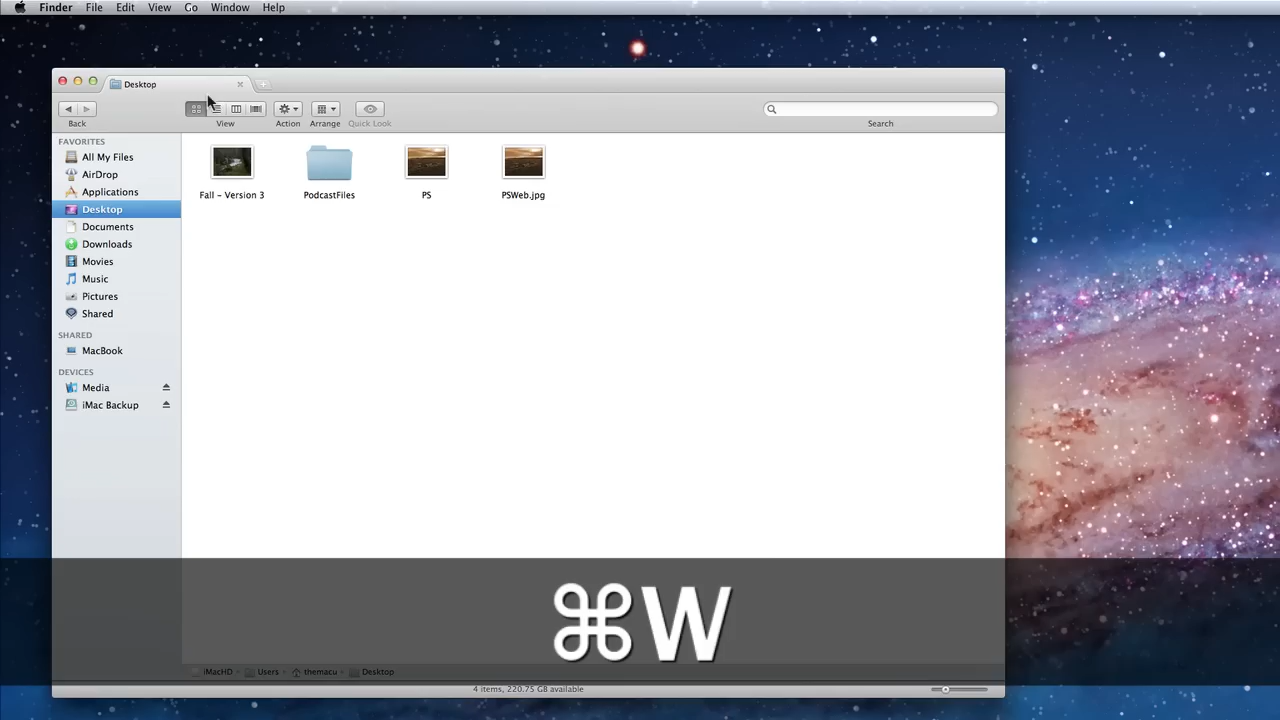 Finder File Edit View Go Window Help
Desktop
Back View Action Arrange Quick Look Search
FAVORITES
All My Files
AirDrop
Applications
Desktop
Documents
Downloads
Movies
Music
Pictures
Shared
SHARED
MacBook
DEVICES
Media
iMac Backup
Fall – Version 3 PodcastFiles PS PSWeb.jpg
⌘W
iMacHD Users themacu Desktop
4 items, 220.75 GB available